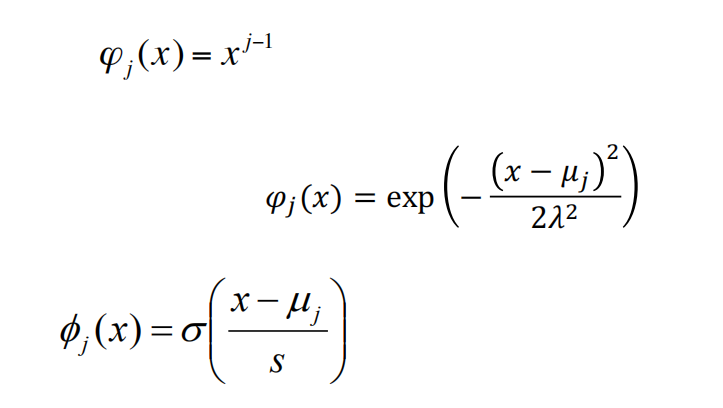 φ_j(x) = x^{j−1}
φ_j(x) = exp(−(x − μ_j)^2 / 2λ^2)
ϕ_j(x) = σ((x − μ_j) / s)